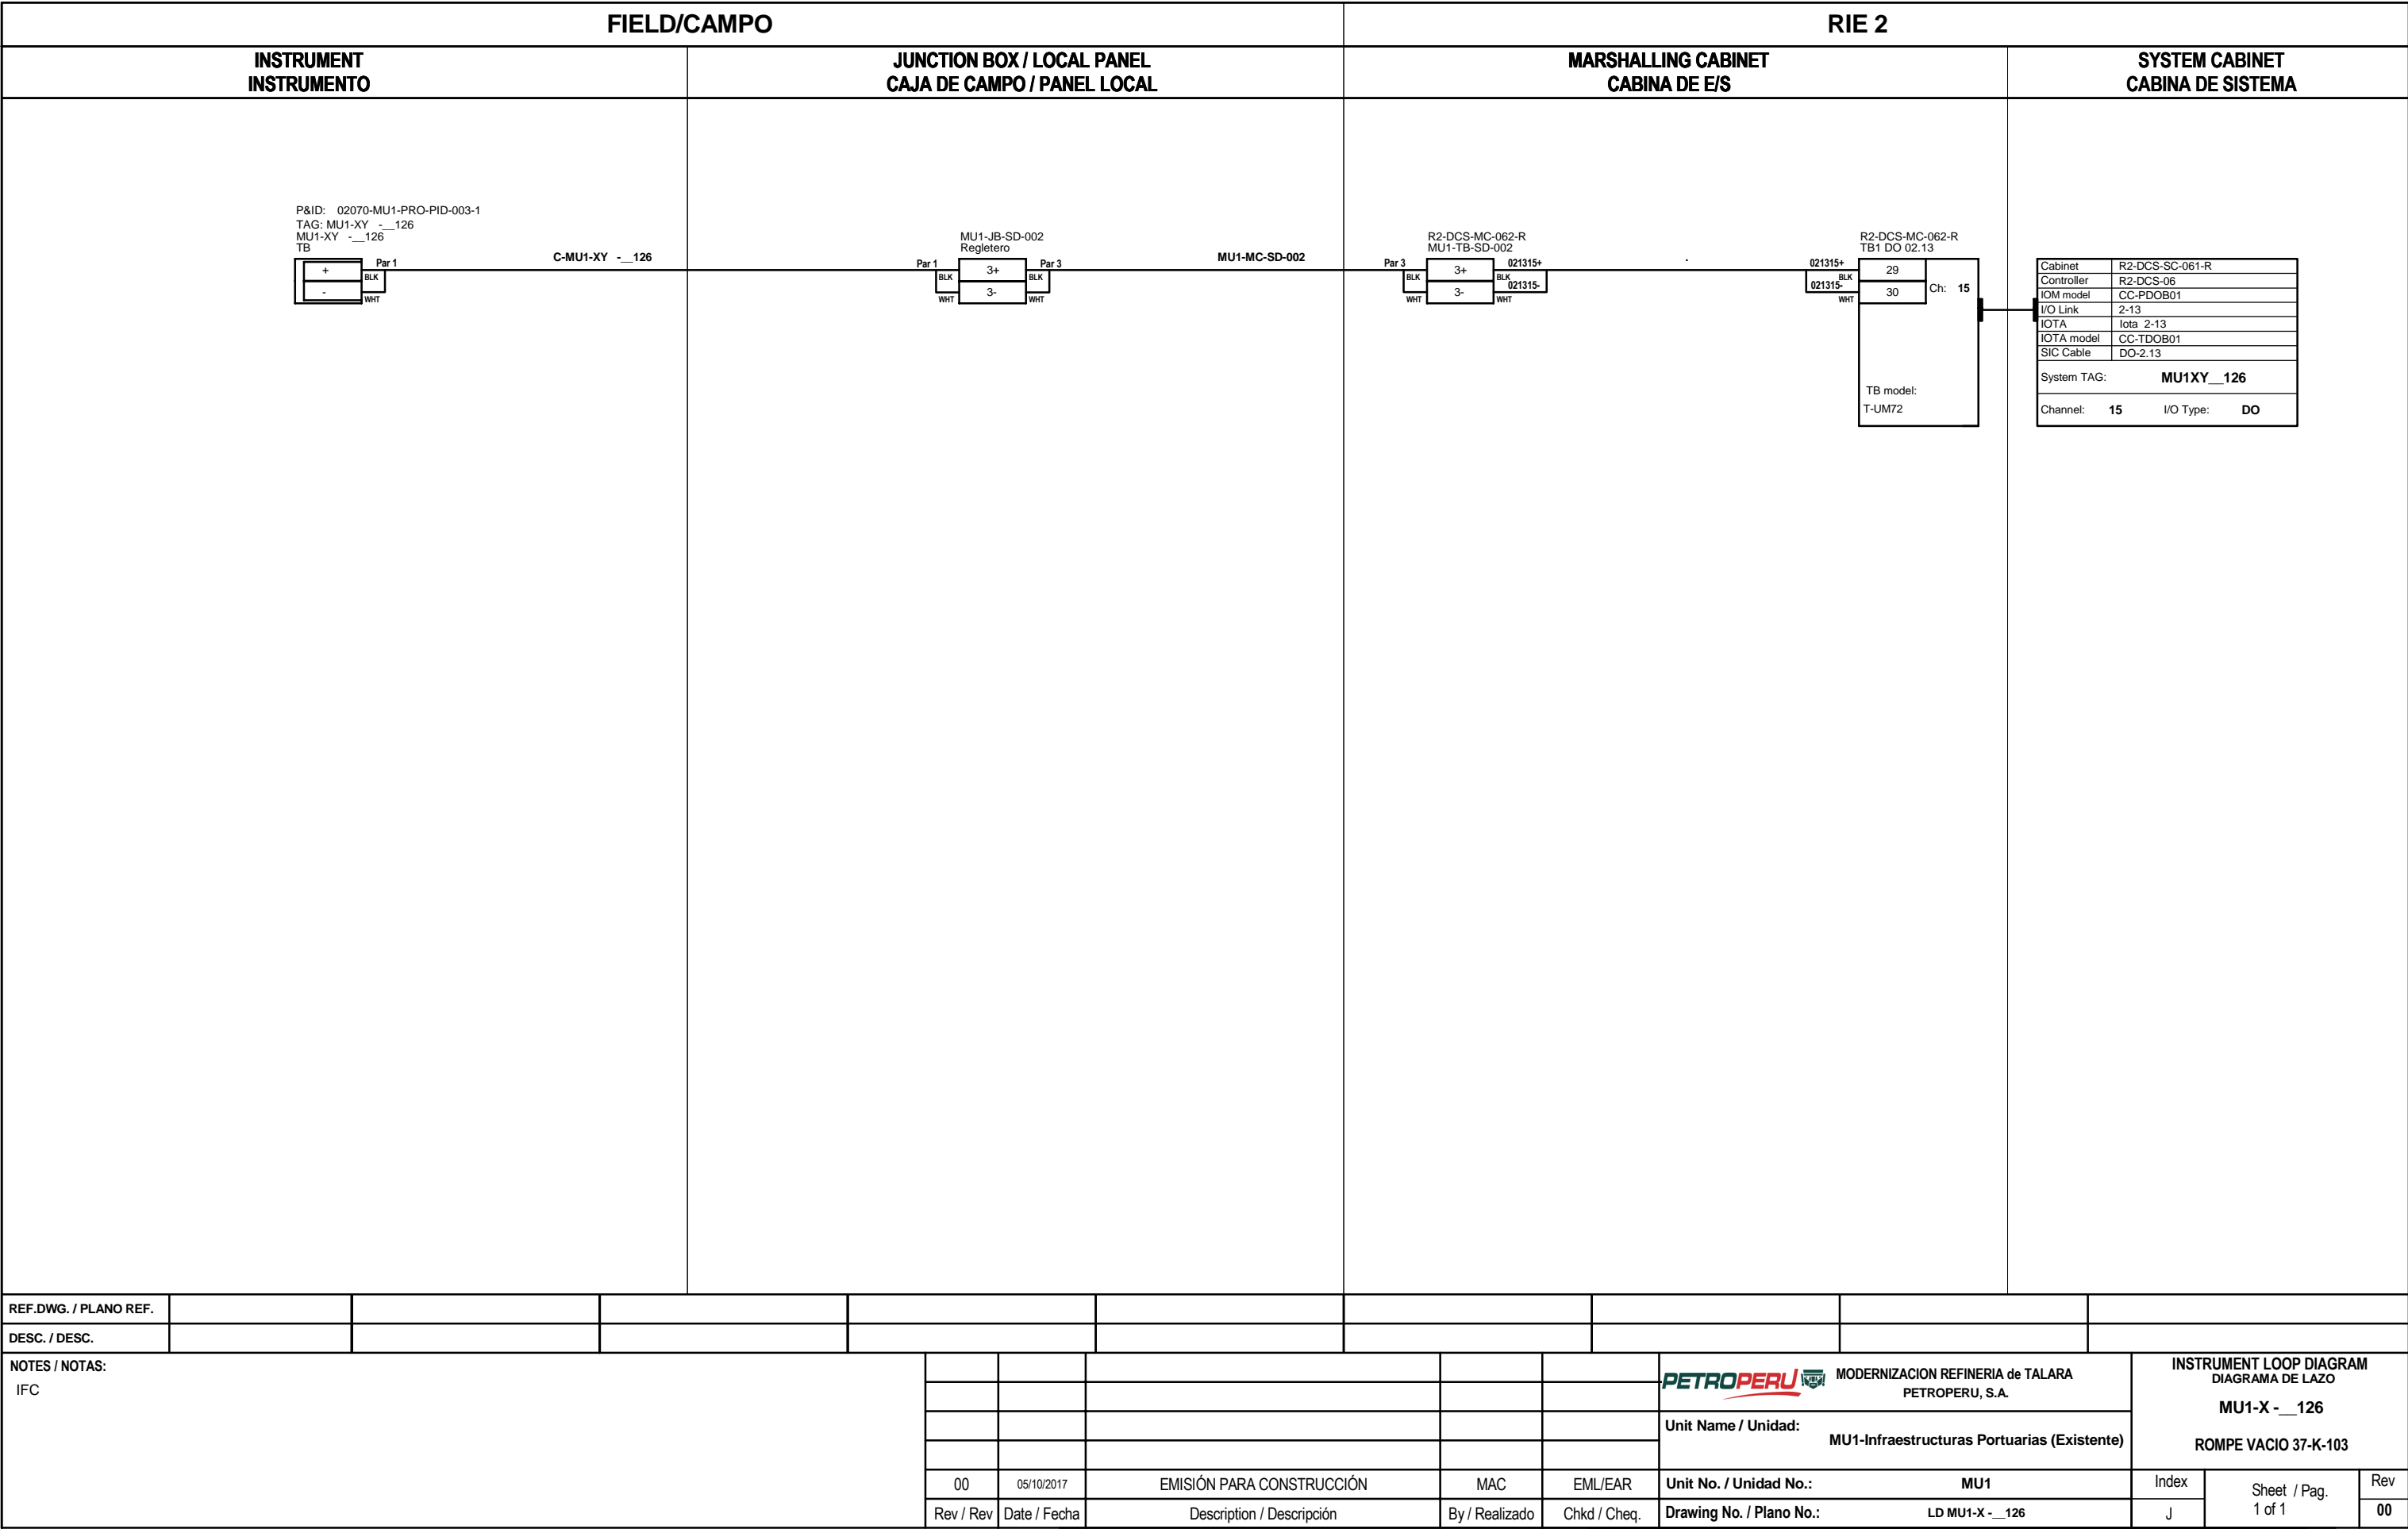 FIELD/CAMPO
RIE 2
INSTRUMENT
INSTRUMENTO
JUNCTION BOX / LOCAL PANEL
CAJA DE CAMPO / PANEL LOCAL
MARSHALLING CABINET
CABINA DE E/S
SYSTEM CABINET
CABINA DE SISTEMA
P&ID: 02070-MU1-PRO-PID-003-1
TAG: MU1-XY -__126
MU1-XY -__126
TB
+
-
Par 1
BLK
WHT
C-MU1-XY -__126
MU1-JB-SD-002
Regletero
Par 1
BLK
WHT
3+
3-
Par 3
BLK
WHT
MU1-MC-SD-002
R2-DCS-MC-062-R
MU1-TB-SD-002
Par 3
BLK
WHT
3+
3-
021315+
BLK
021315-
WHT
.
R2-DCS-MC-062-R
TB1 DO 02.13
021315+
BLK
021315-
WHT
29
30
Ch: 15
TB model:
T-UM72
Cabinet R2-DCS-SC-061-R
Controller R2-DCS-06
IOM model CC-PDOB01
I/O Link 2-13
IOTA Iota 2-13
IOTA model CC-TDOB01
SIC Cable DO-2.13
System TAG: MU1XY__126
Channel: 15 I/O Type: DO
REF.DWG. / PLANO REF.
DESC. / DESC.
NOTES / NOTAS:
IFC
00 05/10/2017 EMISIÓN PARA CONSTRUCCIÓN MAC EML/EAR
Rev / Rev Date / Fecha Description / Descripción By / Realizado Chkd / Cheq.
PETROPERU
MODERNIZACION REFINERIA de TALARA
PETROPERU, S.A.
Unit Name / Unidad:
MU1-Infraestructuras Portuarias (Existente)
Unit No. / Unidad No.: MU1
Drawing No. / Plano No.: LD MU1-X -__126
INSTRUMENT LOOP DIAGRAM
DIAGRAMA DE LAZO
MU1-X -__126
ROMPE VACIO 37-K-103
Index
J
Sheet / Pag.
1 of 1
Rev
00